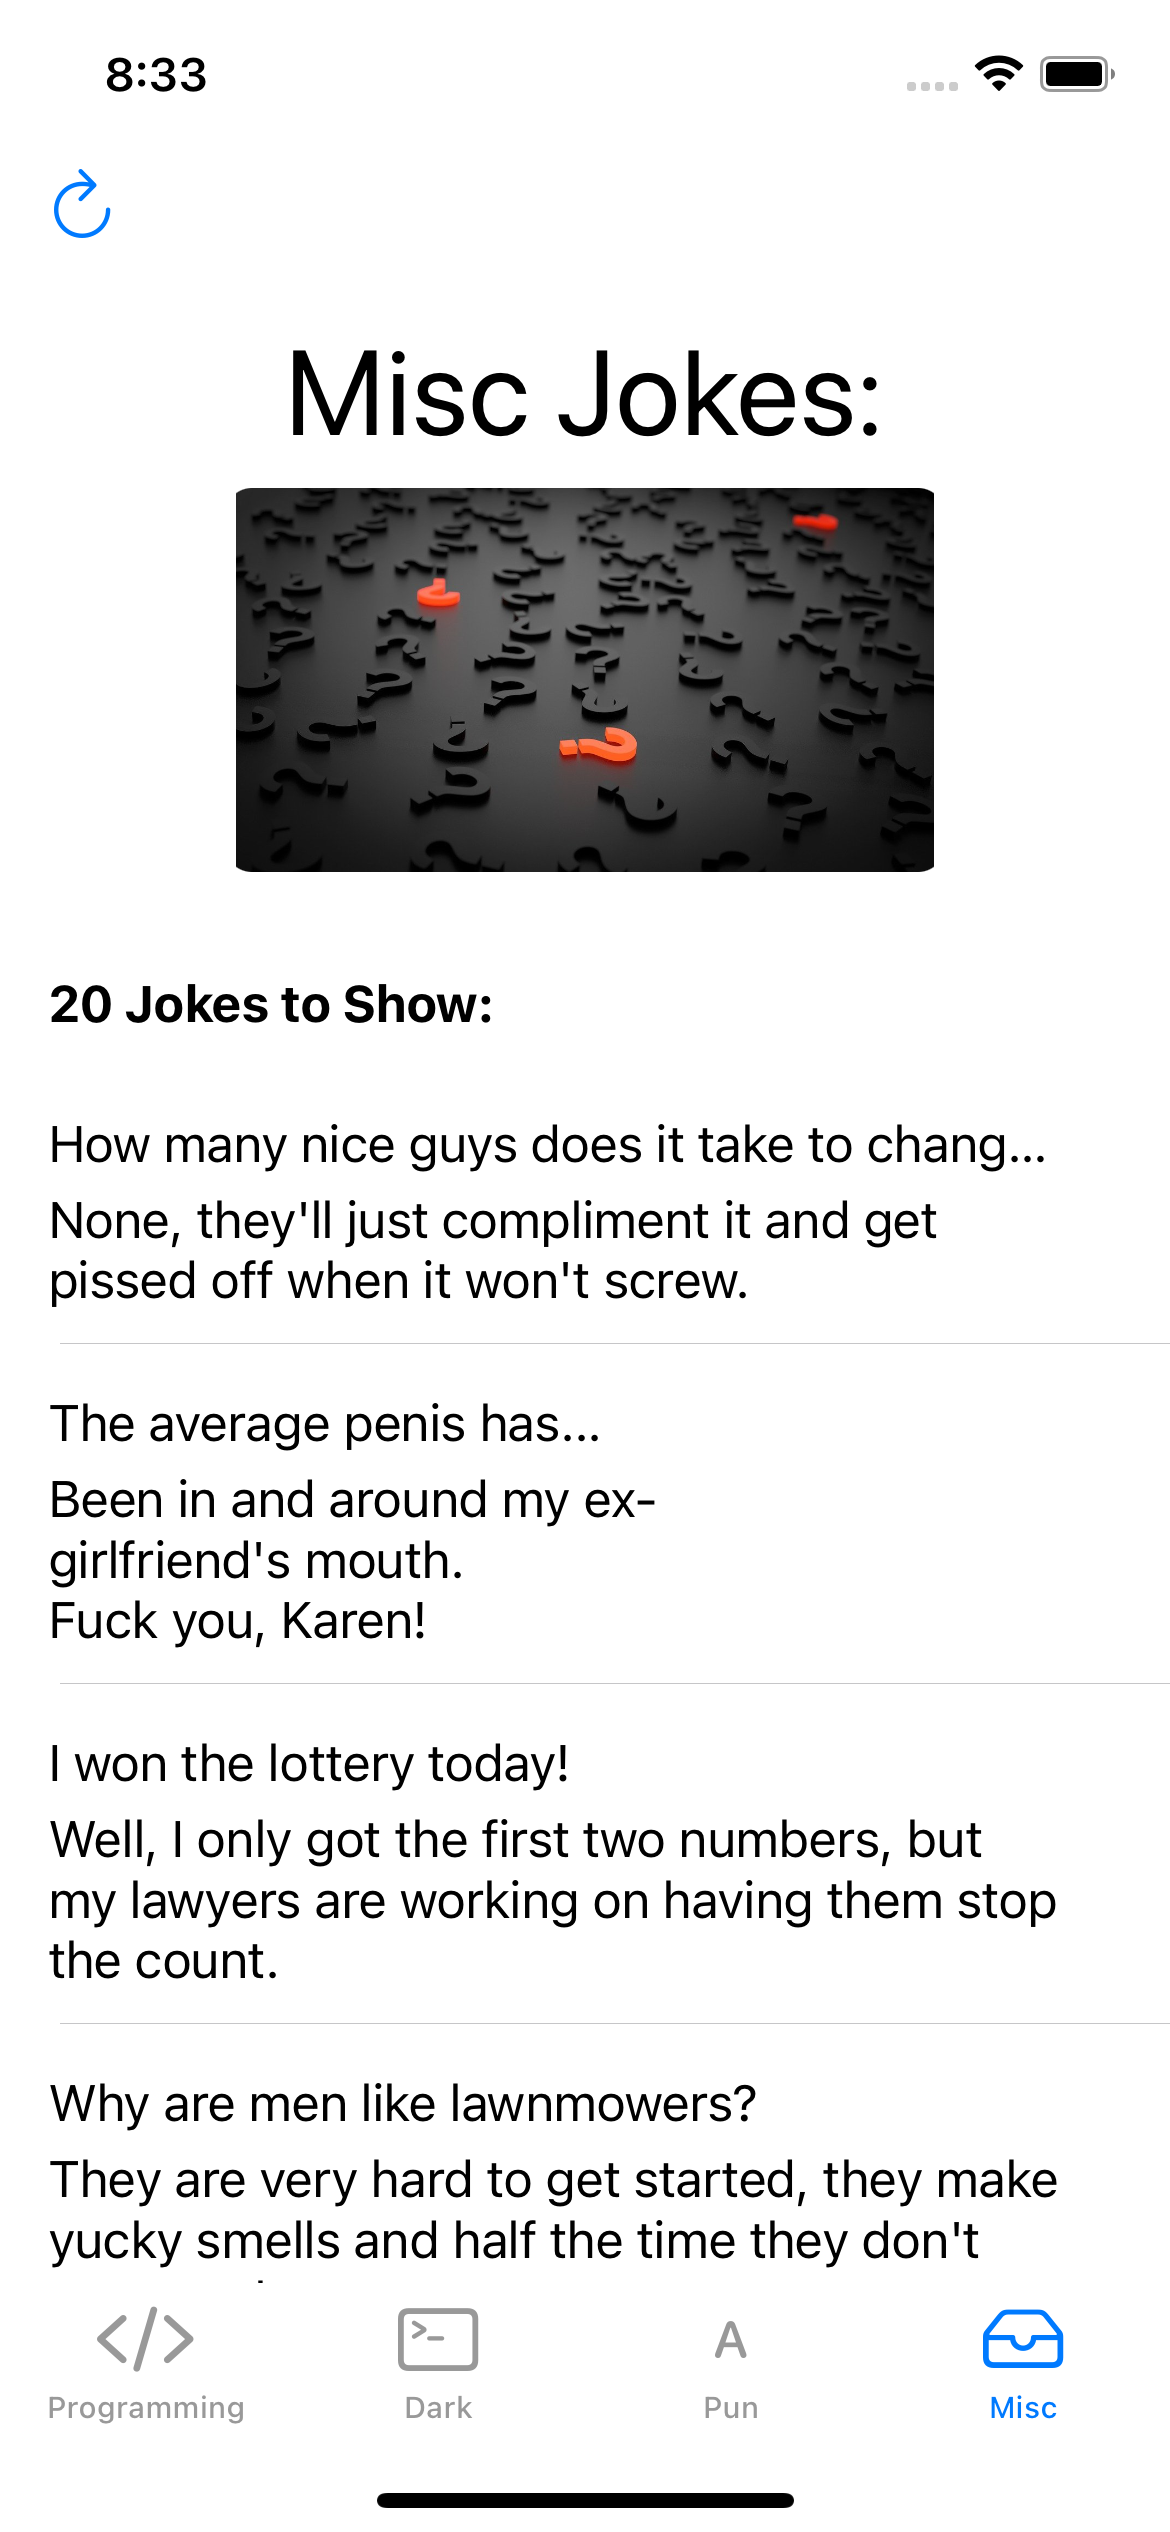 8:33
Misc Jokes:
20 Jokes to Show:
How many nice guys does it take to chang...
None, they'll just compliment it and get
pissed off when it won't screw.
The average penis has...
Been in and around my ex-
girlfriend's mouth.
Fuck you, Karen!
I won the lottery today!
Well, I only got the first two numbers, but
my lawyers are working on having them stop
the count.
Why are men like lawnmowers?
They are very hard to get started, they make
yucky smells and half the time they don't
Programming
Dark
A
Pun
Misc